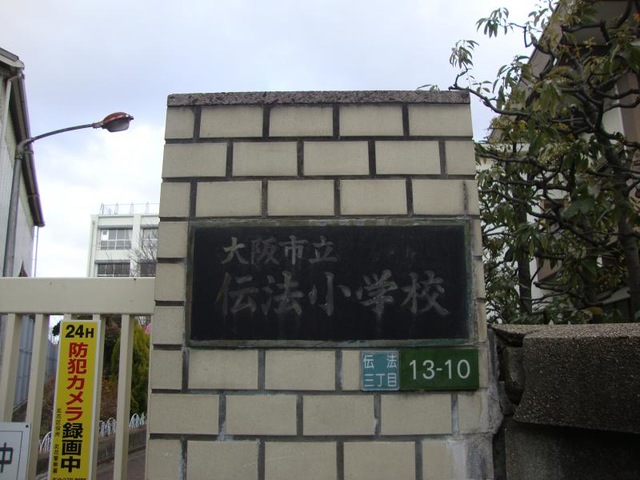 大阪市立
伝法小学校
伝法
三丁目
13-10
24H
防犯カメラ
録画中
中